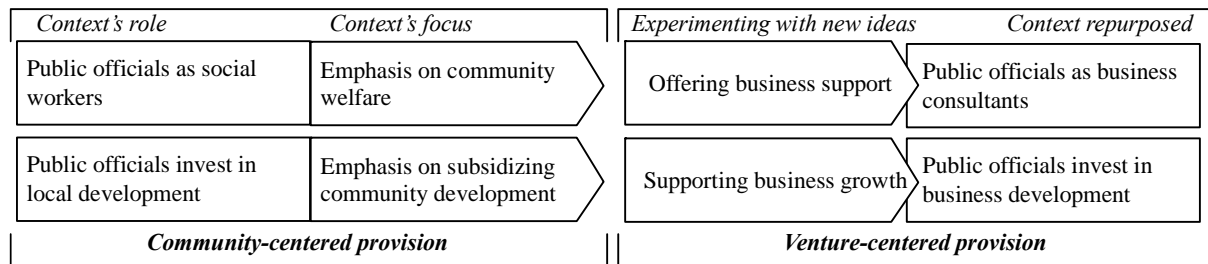 Context's role
Context's focus
Experimenting with new ideas
Context repurposed
Public officials as social
workers
Emphasis on community
welfare
Offering business support
Public officials as business
consultants
Public officials invest in
local development
Emphasis on subsidizing
community development
Supporting business growth
Public officials invest in
business development
Community-centered provision
Venture-centered provision